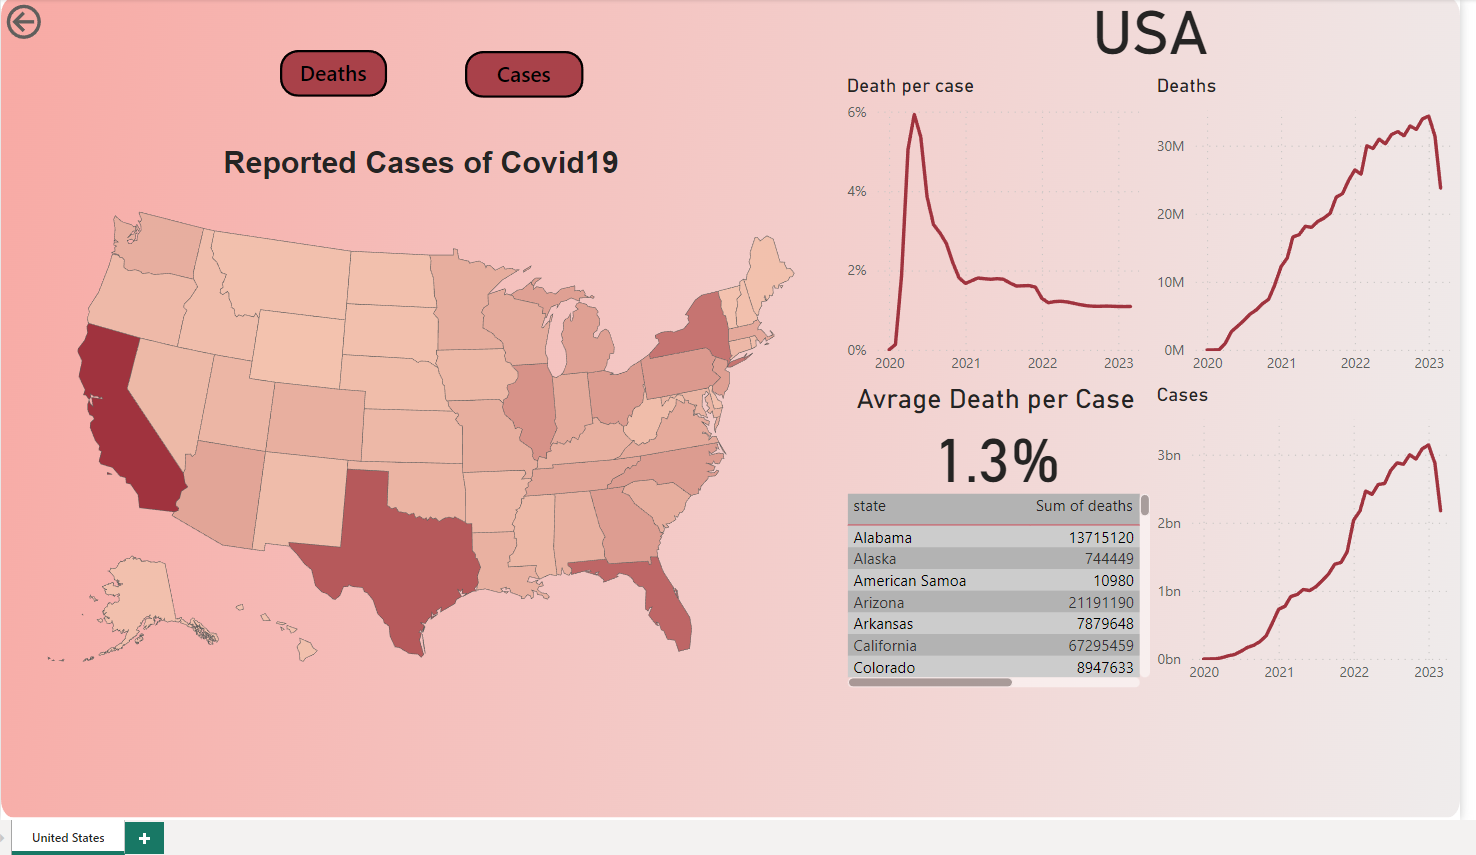 USA
Deaths
Cases
Reported Cases of Covid19
Death per case
6%
4%
2%
0%
2020 2021 2022 2023
Deaths
30M
20M
10M
0M
2020 2021 2022 2023
Avrage Death per Case
1.3%
state Sum of deaths
Alabama 13715120
Alaska 744449
American Samoa 10980
Arizona 21191190
Arkansas 7879648
California 67295459
Colorado 8947633
Cases
3bn
2bn
1bn
0bn
2020 2021 2022 2023
United States